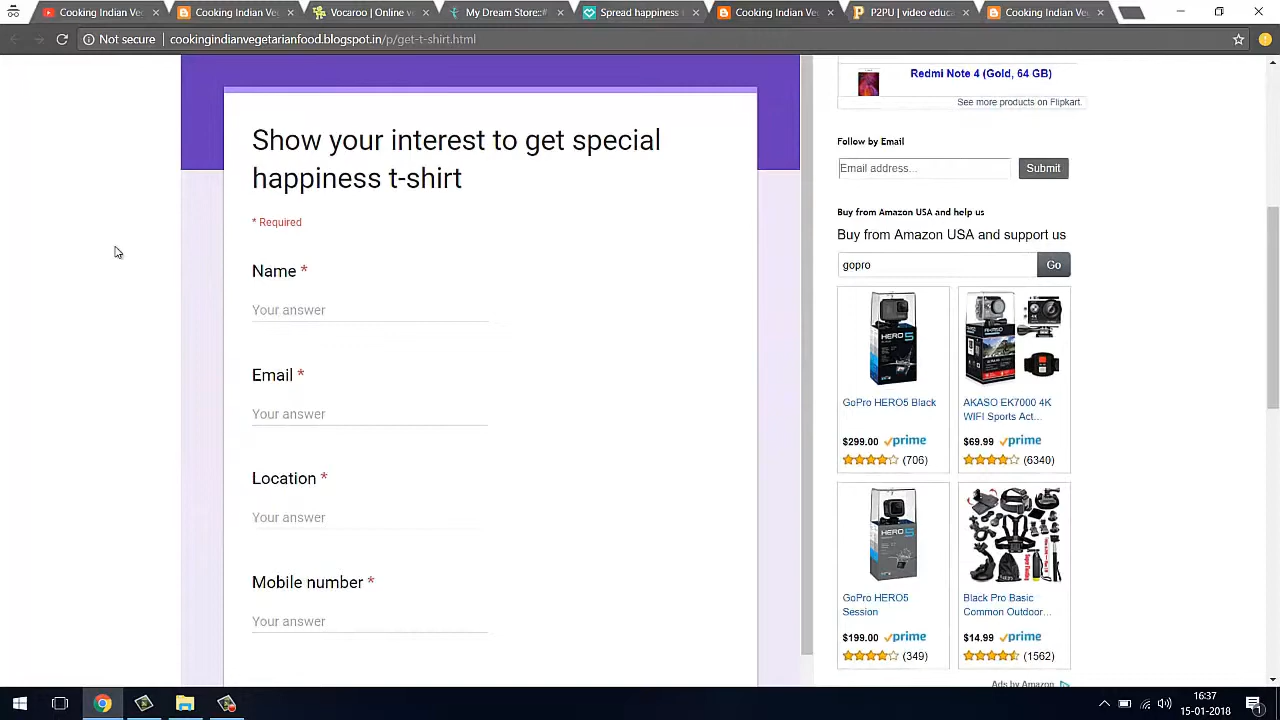 Cooking Indian Ve
Cooking Indian Ve
Vocaroo | Online v
My Dream Store::#
Spread happiness
Cooking Indian Ve
P2PU | video educa
Cooking Indian Ve
Not secure
cookingindianvegetarianfood.blogspot.in/p/get-t-shirt.html
Show your interest to get special
happiness t-shirt
* Required
Name *
Your answer
Email *
Your answer
Location *
Your answer
Mobile number *
Your answer
Redmi Note 4 (Gold, 64 GB)
See more products on Flipkart.
Follow by Email
Email address...
Submit
Buy from Amazon USA and help us
Buy from Amazon USA and support us
gopro
Go
GoPro HERO5 Black
$299.00 prime
(706)
AKASO EK7000 4K
WIFI Sports Act...
$69.99 prime
(6340)
GoPro HERO5
Session
$199.00 prime
(349)
Black Pro Basic
Common Outdoor...
$14.99 prime
(1562)
Ads by Amazon
16:37
15-01-2018